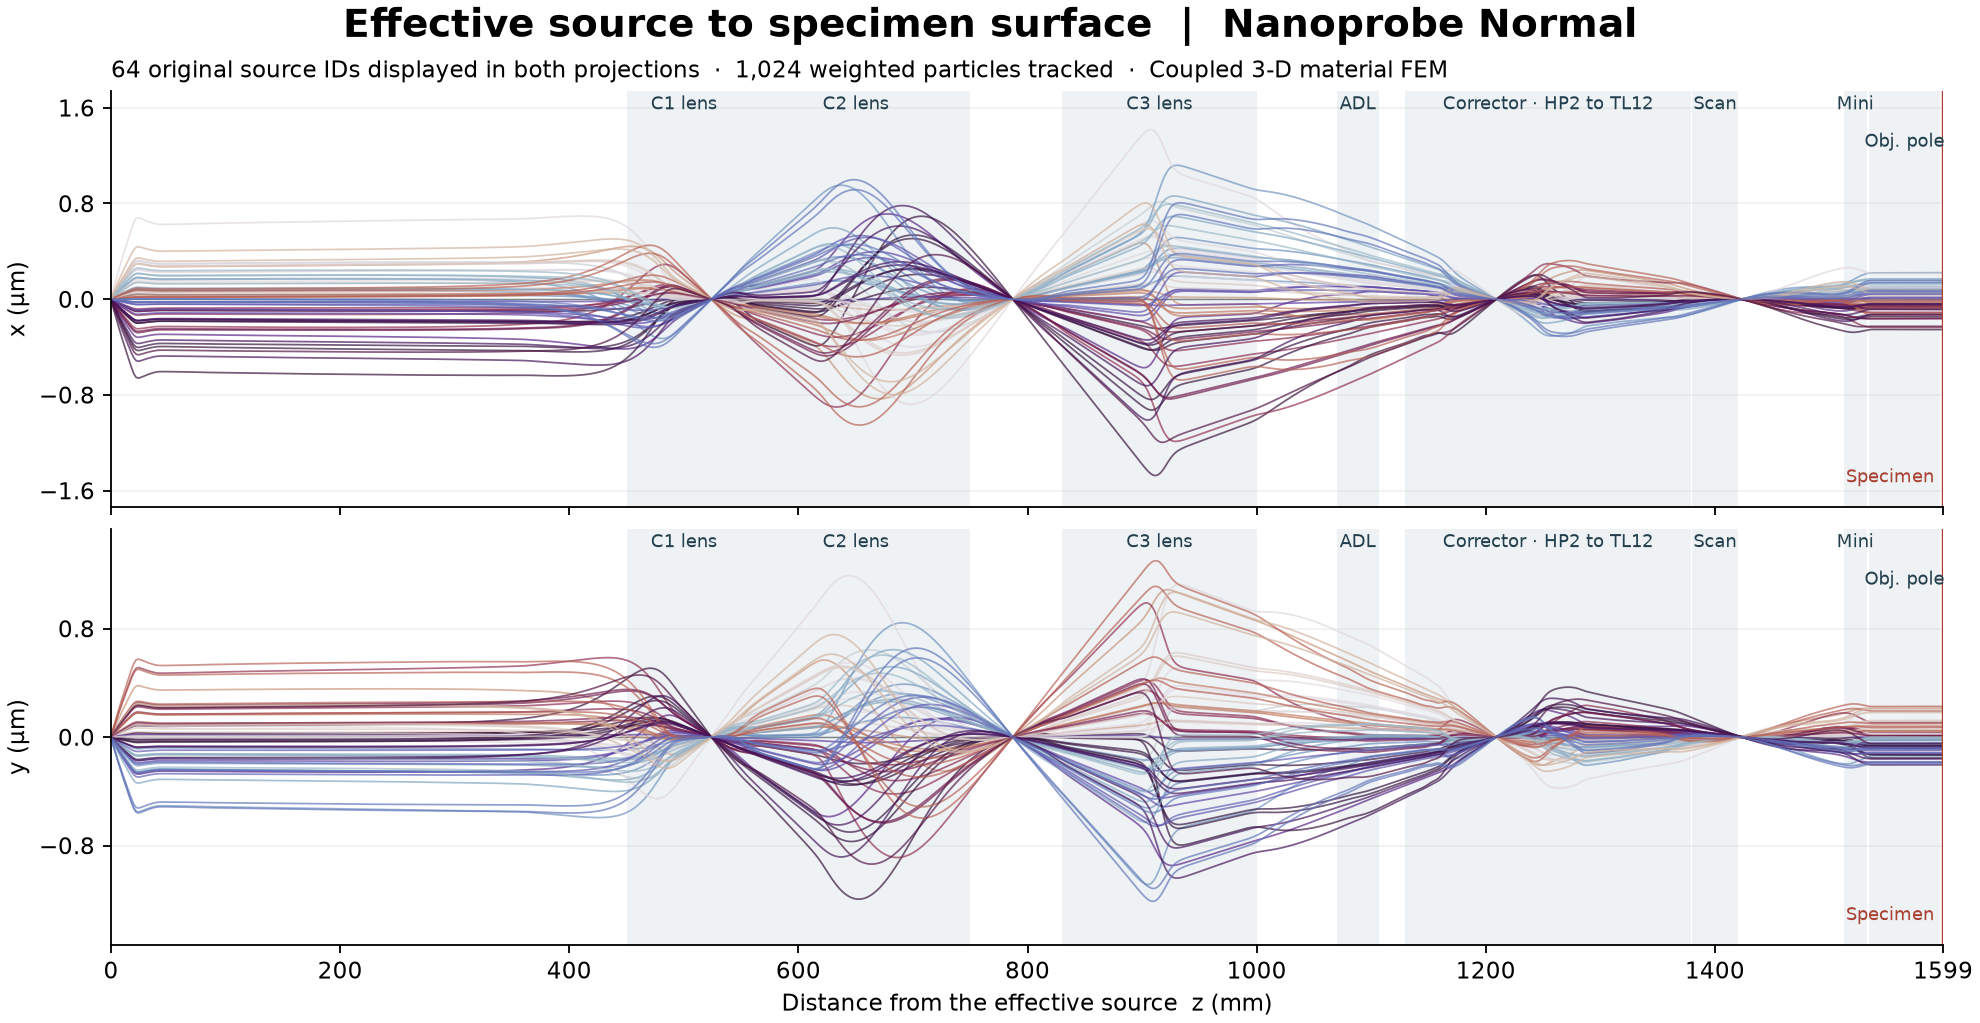 Effective source to specimen surface | Nanoprobe Normal
64 original source IDs displayed in both projections · 1,024 weighted particles tracked · Coupled 3-D material FEM
C1 lens C2 lens C3 lens ADL Corrector · HP2 to TL12 Scan Mini
Obj. pole
1.6
0.8
0.0
−0.8
−1.6
x (µm)
Specimen
C1 lens C2 lens C3 lens ADL Corrector · HP2 to TL12 Scan Mini
Obj. pole
0.8
0.0
−0.8
y (µm)
Specimen
0 200 400 600 800 1000 1200 1400 1599
Distance from the effective source z (mm)